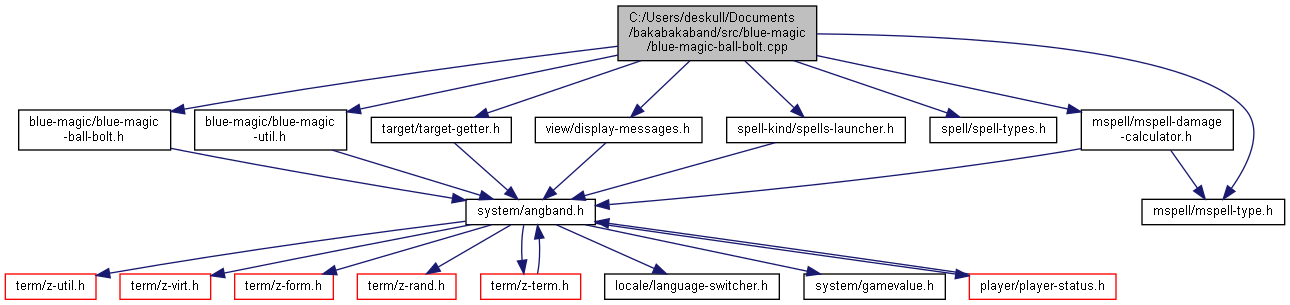 C:/Users/deskull/Documents
/bakabakaband/src/blue-magic
/blue-magic-ball-bolt.cpp
blue-magic/blue-magic
-ball-bolt.h
blue-magic/blue-magic
-util.h
target/target-getter.h
view/display-messages.h
spell-kind/spells-launcher.h
spell/spell-types.h
mspell/mspell-damage
-calculator.h
system/angband.h
mspell/mspell-type.h
term/z-util.h
term/z-virt.h
term/z-form.h
term/z-rand.h
term/z-term.h
locale/language-switcher.h
system/gamevalue.h
player/player-status.h